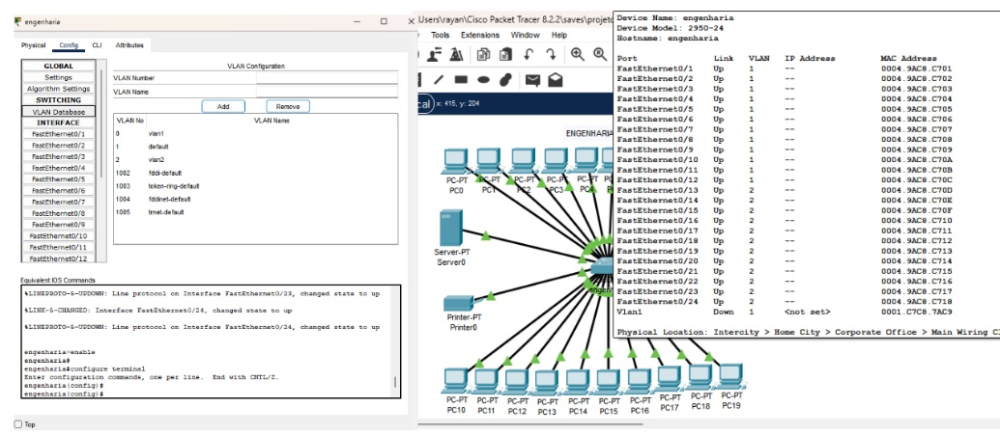 engenharia
Physical Config CLI Attributes
GLOBAL
Settings
Algorithm Settings
SWITCHING
VLAN Database
INTERFACE
FastEthernet0/1
FastEthernet0/2
FastEthernet0/3
FastEthernet0/4
FastEthernet0/5
FastEthernet0/6
FastEthernet0/7
FastEthernet0/8
FastEthernet0/9
FastEthernet0/10
FastEthernet0/11
FastEthernet0/12
VLAN Configuration
VLAN Number
VLAN Name
Add Remove
VLAN No VLAN Name
0 vlan1
1 default
2 vlan2
1002 fddi-default
1003 token-ring-default
1004 fddinet-default
1005 trnet-default
Equivalent IOS Commands
%LINEPROTO-5-UPDOWN: Line protocol on Interface FastEthernet0/23, changed state to up
%LINK-5-CHANGED: Interface FastEthernet0/24, changed state to up
%LINEPROTO-5-UPDOWN: Line protocol on Interface FastEthernet0/24, changed state to up
engenharia>enable
engenharia#
engenharia#configure terminal
Enter configuration commands, one per line. End with CNTL/Z.
engenharia(config)#
engenharia(config)#
Top
Users\rayan\Cisco Packet Tracer 8.2.2\saves\projeto
Tools Extensions Window Help
cal x: 415, y: 204
ENGENHARIA
PC-PT PC-PT PC-PT PC-PT PC-PT
PC0 PC1 PC2 PC3 PC4
Server-PT
Server0
Printer-PT
Printer0
PC-PT PC-PT PC-PT PC-PT PC-PT PC-PT PC-PT PC-PT PC-PT PC-PT
PC10 PC11 PC12 PC13 PC14 PC15 PC16 PC17 PC18 PC19
Device Name: engenharia
Device Model: 2950-24
Hostname: engenharia
Port Link VLAN IP Address MAC Address
FastEthernet0/1 Up 1 -- 0004.9AC8.C701
FastEthernet0/2 Up 1 -- 0004.9AC8.C702
FastEthernet0/3 Up 1 -- 0004.9AC8.C703
FastEthernet0/4 Up 1 -- 0004.9AC8.C704
FastEthernet0/5 Up 1 -- 0004.9AC8.C705
FastEthernet0/6 Up 1 -- 0004.9AC8.C706
FastEthernet0/7 Up 1 -- 0004.9AC8.C707
FastEthernet0/8 Up 1 -- 0004.9AC8.C708
FastEthernet0/9 Up 1 -- 0004.9AC8.C709
FastEthernet0/10 Up 1 -- 0004.9AC8.C70A
FastEthernet0/11 Up 1 -- 0004.9AC8.C70B
FastEthernet0/12 Up 1 -- 0004.9AC8.C70C
FastEthernet0/13 Up 2 -- 0004.9AC8.C70D
FastEthernet0/14 Up 2 -- 0004.9AC8.C70E
FastEthernet0/15 Up 2 -- 0004.9AC8.C70F
FastEthernet0/16 Up 2 -- 0004.9AC8.C710
FastEthernet0/17 Up 2 -- 0004.9AC8.C711
FastEthernet0/18 Up 2 -- 0004.9AC8.C712
FastEthernet0/19 Up 2 -- 0004.9AC8.C713
FastEthernet0/20 Up 2 -- 0004.9AC8.C714
FastEthernet0/21 Up 2 -- 0004.9AC8.C715
FastEthernet0/22 Up 2 -- 0004.9AC8.C716
FastEthernet0/23 Up 2 -- 0004.9AC8.C717
FastEthernet0/24 Up 2 -- 0004.9AC8.C718
Vlan1 Down 1 <not set> 0001.C7C8.7AC9
Physical Location: Intercity > Home City > Corporate Office > Main Wiring Cl